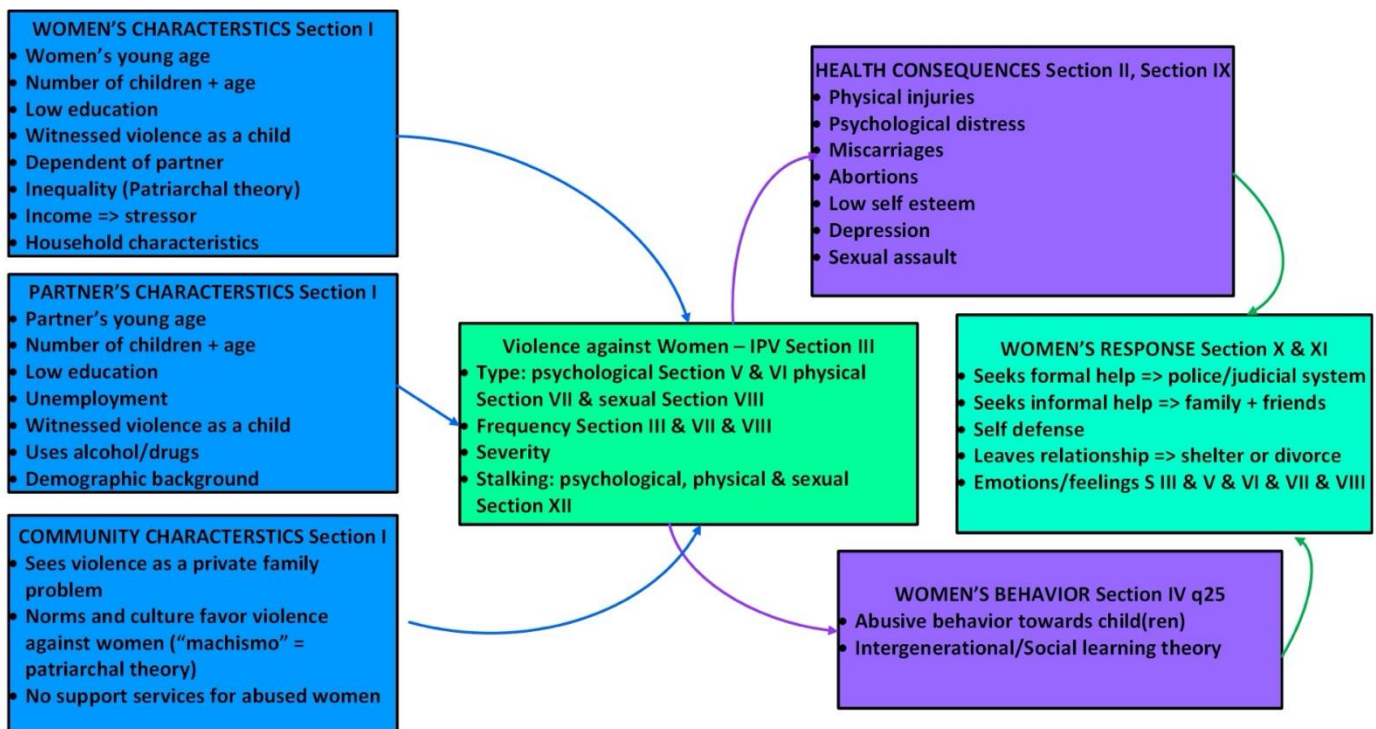 WOMEN'S CHARACTERSTICS Section I
• Women's young age
• Number of children + age
• Low education
• Witnessed violence as a child
• Dependent of partner
• Inequality (Patriarchal theory)
• Income => stressor
• Household characteristics
PARTNER'S CHARACTERSTICS Section I
• Partner's young age
• Number of children + age
• Low education
• Unemployment
• Witnessed violence as a child
• Uses alcohol/drugs
• Demographic background
COMMUNITY CHARACTERSTICS Section I
• Sees violence as a private family
problem
• Norms and culture favor violence
against women ("machismo" =
patriarchal theory)
• No support services for abused women
Violence against Women – IPV Section III
• Type: psychological Section V & VI physical
Section VII & sexual Section VIII
• Frequency Section III & VII & VIII
• Severity
• Stalking: psychological, physical & sexual
Section XII
HEALTH CONSEQUENCES Section II, Section IX
• Physical injuries
• Psychological distress
• Miscarriages
• Abortions
• Low self esteem
• Depression
• Sexual assault
WOMEN'S BEHAVIOR Section IV q25
• Abusive behavior towards child(ren)
• Intergenerational/Social learning theory
WOMEN'S RESPONSE Section X & XI
• Seeks formal help => police/judicial system
• Seeks informal help => family + friends
• Self defense
• Leaves relationship => shelter or divorce
• Emotions/feelings S III & V & VI & VII & VIII